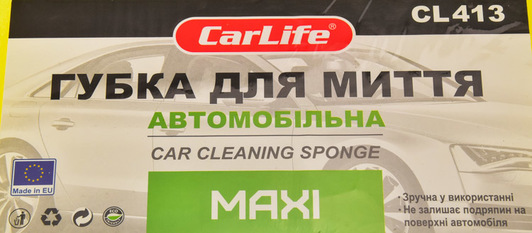 CarLife
CL413
ГУБКА ДЛЯ МИТТЯ
АВТОМОБІЛЬНА
CAR CLEANING SPONGE
Made in EU
MAXI
• Зручна у використанні
• Не залишає подряпин на
поверхні автомобіля